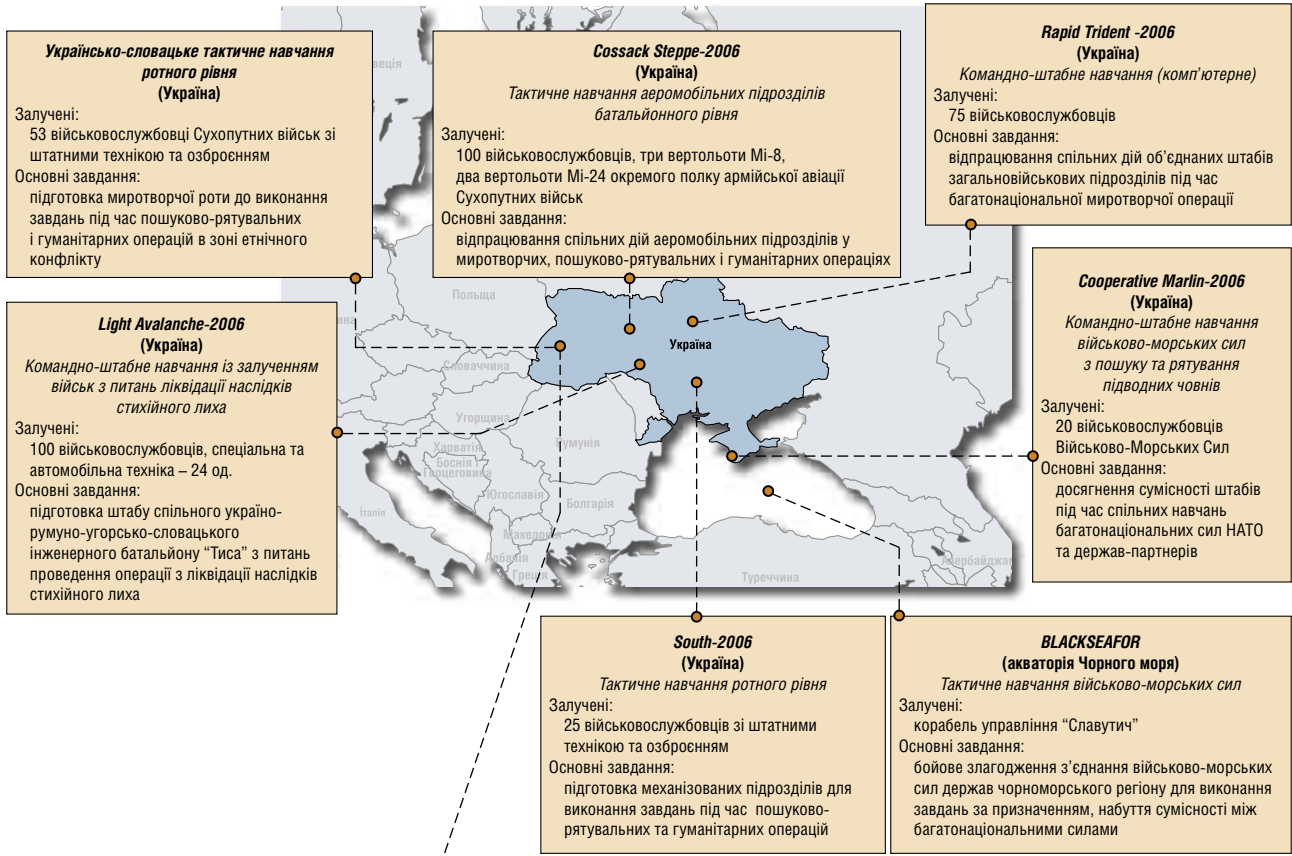 Українсько-словацьке тактичне навчання
ротного рівня
(Україна)
Залучені:
53 військовослужбовці Сухопутних військ зі
штатними технікою та озброєнням
Основні завдання:
підготовка миротворчої роти до виконання
завдань під час пошуково-рятувальних
і гуманітарних операцій в зоні етнічного
конфлікту
Cossack Steppe-2006
(Україна)
Тактичне навчання аеромобільних підрозділів
батальйонного рівня
Залучені:
100 військовослужбовців, три вертольоти Мі-8,
два вертольоти Мі-24 окремого полку армійської авіації
Сухопутних військ
Основні завдання:
відпрацювання спільних дій аеромобільних підрозділів у
миротворчих, пошуково-рятувальних і гуманітарних операціях
Rapid Trident -2006
(Україна)
Командно-штабне навчання (комп’ютерне)
Залучені:
75 військовослужбовців
Основні завдання:
відпрацювання спільних дій об’єднаних штабів
загальновійськових підрозділів під час
багатонаціональної миротворчої операції
Light Avalanche-2006
(Україна)
Командно-штабне навчання із залученням
військ з питань ліквідації наслідків
стихійного лиха
Залучені:
100 військовослужбовців, спеціальна та
автомобільна техніка – 24 од.
Основні завдання:
підготовка штабу спільного україно-
румуно-угорсько-словацького
інженерного батальйону “Тиса” з питань
проведення операції з ліквідації наслідків
стихійного лиха
Cooperative Marlin-2006
(Україна)
Командно-штабне навчання
військово-морських сил
з пошуку та рятування
підводних човнів
Залучені:
20 військовослужбовців
Військово-Морських Сил
Основні завдання:
досягнення сумісності штабів
під час спільних навчань
багатонаціональних сил НАТО
та держав-партнерів
веція
Польща
ина
Україна
Словаччина
Угорщина
Румунія
Харватія
Боснія і
Герцеговина
Югославія
Болгарія
Італія
Македонія
Албанія
Греція
Туреччина
Азербайджан
South-2006
(Україна)
Тактичне навчання ротного рівня
Залучені:
25 військовослужбовців зі штатними
технікою та озброєнням
Основні завдання:
підготовка механізованих підрозділів для
виконання завдань під час пошуково-
рятувальних та гуманітарних операцій
BLACKSEAFOR
(акваторія Чорного моря)
Тактичне навчання військово-морських сил
Залучені:
корабель управління “Славутич”
Основні завдання:
бойове злагодження з’єднання військово-морських
сил держав чорноморського регіону для виконання
завдань за призначенням, набуття сумісності між
багатонаціональними силами